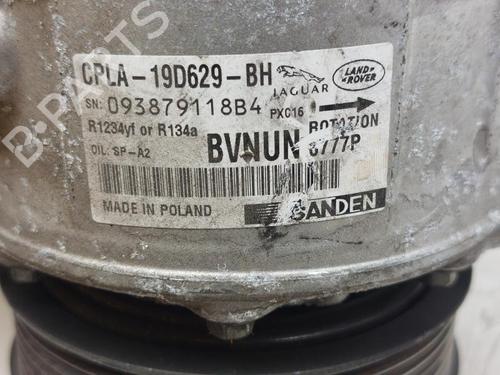 CPLA-19D629-BH JAGUAR LAND ROVER
SN: 093879118B4 PXC16
R1234yf or R134a BVNUN ROTATION
OIL: SP-A2 8777P
MADE IN POLAND SANDEN
B-PARTS